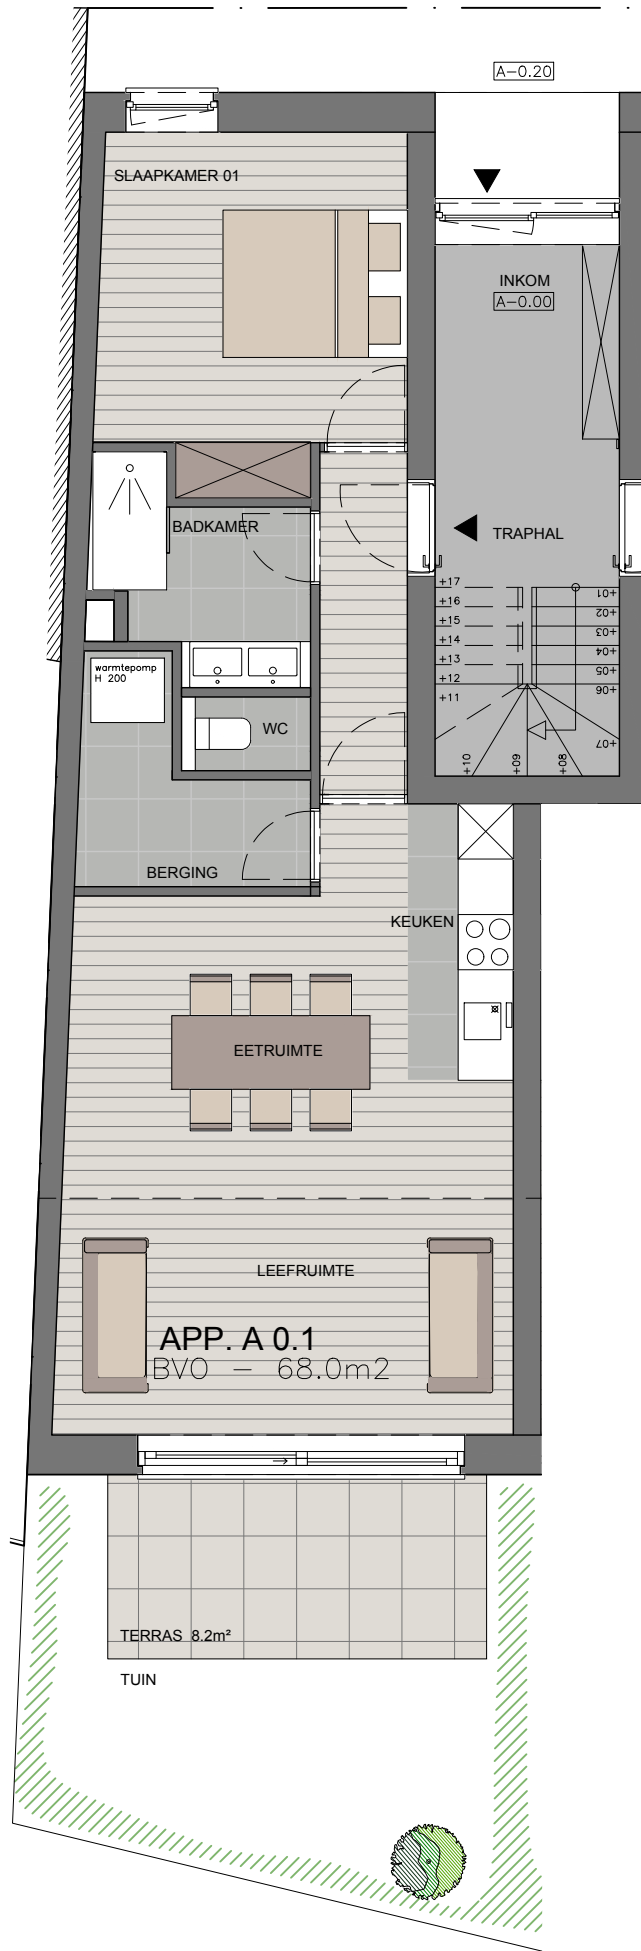 A-0.20
SLAAPKAMER 01
INKOM
A-0.00
BADKAMER
TRAPHAL
+17
+16
+15
+14
+13
+12
+11
+10
+09
+08
+07
+06
+05
+04
+03
+02
+01
warmtepomp
H 200
WC
BERGING
KEUKEN
EETRUIMTE
LEEFRUIMTE
APP. A 0.1
BVO - 68.0m2
TERRAS 8.2m²
TUIN